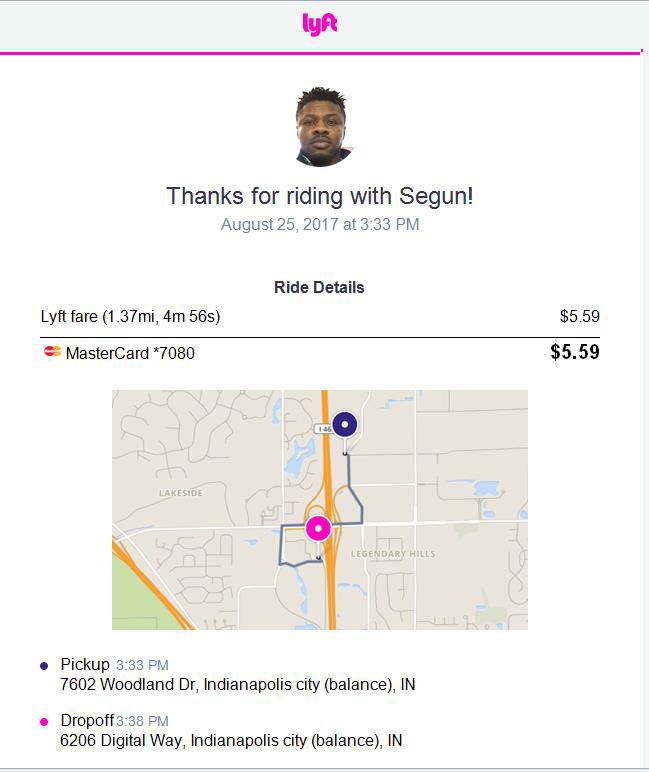 lyft
Thanks for riding with Segun!
August 25, 2017 at 3:33 PM
Ride Details
Lyft fare (1.37mi, 4m 56s) $5.59
MasterCard *7080 $5.59
I 46
LAKESIDE
LEGENDARY HILLS
Pickup 3:33 PM
7602 Woodland Dr, Indianapolis city (balance), IN
Dropoff 3:38 PM
6206 Digital Way, Indianapolis city (balance), IN